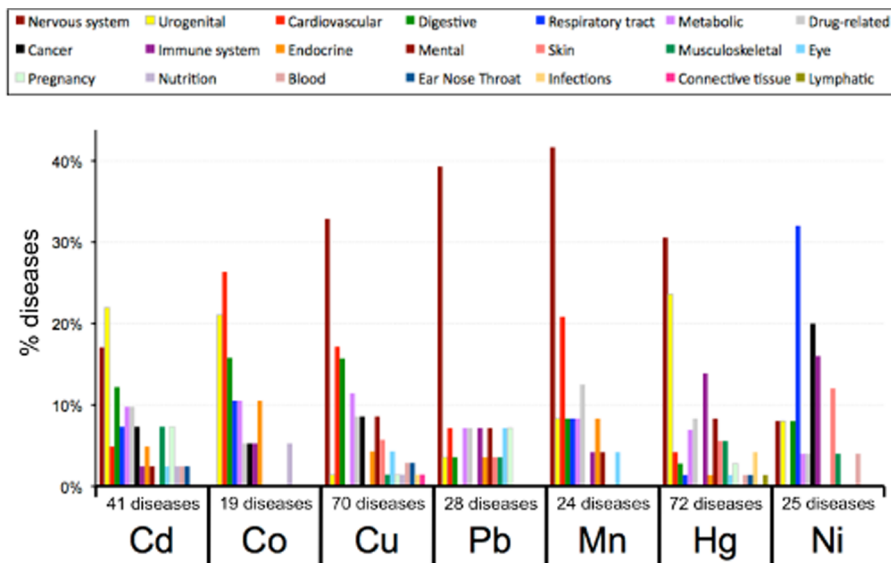 Nervous system Urogenital Cardiovascular Digestive Respiratory tract Metabolic Drug-related
Cancer Immune system Endocrine Mental Skin Musculoskeletal Eye
Pregnancy Nutrition Blood Ear Nose Throat Infections Connective tissue Lymphatic
% diseases
40%
30%
20%
10%
0%
41 diseases 19 diseases 70 diseases 28 diseases 24 diseases 72 diseases 25 diseases
Cd Co Cu Pb Mn Hg Ni